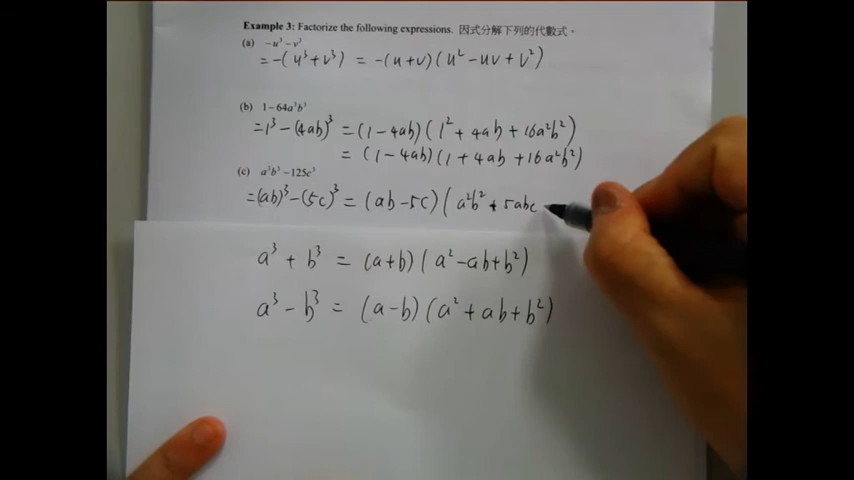 Example 3: Factorize the following expressions. 因式分解下列的代數式。
(a) -u³-v³
= -(u³+v³) = -(u+v)(u²-uv+v²)
(b) 1-64a³b³
= 1³-(4ab)³ = (1-4ab)(1²+4ab+16a²b²)
= (1-4ab)(1+4ab+16a²b²)
(c) a³b³-125c³
= (ab)³-(5c)³ = (ab-5c)(a²b²+5abc
a³+b³ = (a+b)(a²-ab+b²)
a³-b³ = (a-b)(a²+ab+b²)